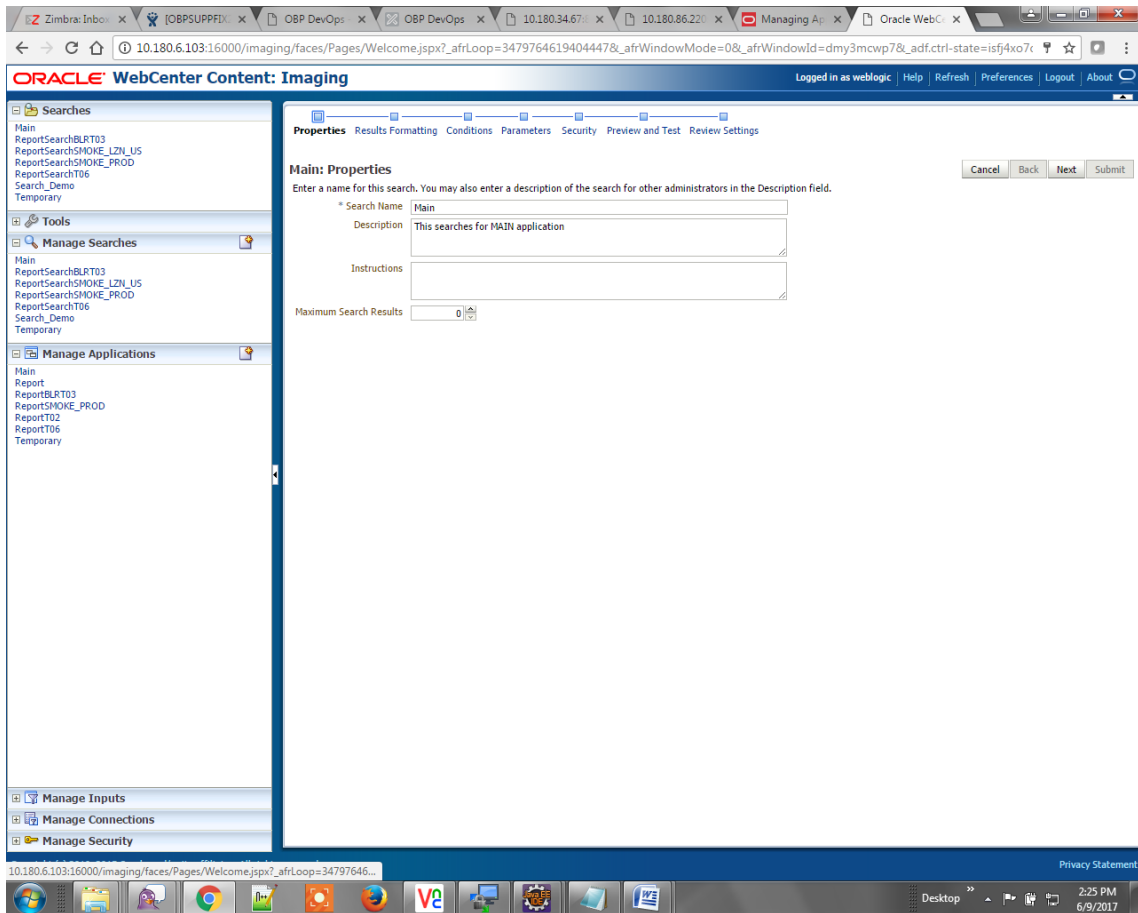 Zimbra: Inbox
[OBPSUPPFIX
OBP DevOps
OBP DevOps
10.180.34.67:
10.180.86.220
Managing Ap
Oracle WebCe
10.180.6.103:16000/imaging/faces/Pages/Welcome.jspx?_afrLoop=34797646194044447&_afrWindowMode=0&_afrWindowId=dmy3mcwp7&_adf.ctrl-state=isfj4xo7c
ORACLE WebCenter Content: Imaging
Logged in as weblogic | Help | Refresh | Preferences | Logout | About
Searches
Main
ReportSearchBLRT03
ReportSearchSMOKE_LZN_US
ReportSearchSMOKE_PROD
ReportSearchT06
Search_Demo
Temporary
Tools
Manage Searches
Main
ReportSearchBLRT03
ReportSearchSMOKE_LZN_US
ReportSearchSMOKE_PROD
ReportSearchT06
Search_Demo
Temporary
Manage Applications
Main
Report
ReportBLRT03
ReportSMOKE_PROD
ReportT02
ReportT06
Temporary
Manage Inputs
Manage Connections
Manage Security
Properties Results Formatting Conditions Parameters Security Preview and Test Review Settings
Main: Properties
Cancel Back Next Submit
Enter a name for this search. You may also enter a description of the search for other administrators in the Description field.
* Search Name Main
Description This searches for MAIN application
Instructions
Maximum Search Results 0
Privacy Statement
10.180.6.103:16000/imaging/faces/Pages/Welcome.jspx?_afrLoop=34797646...
Desktop
2:25 PM
6/9/2017